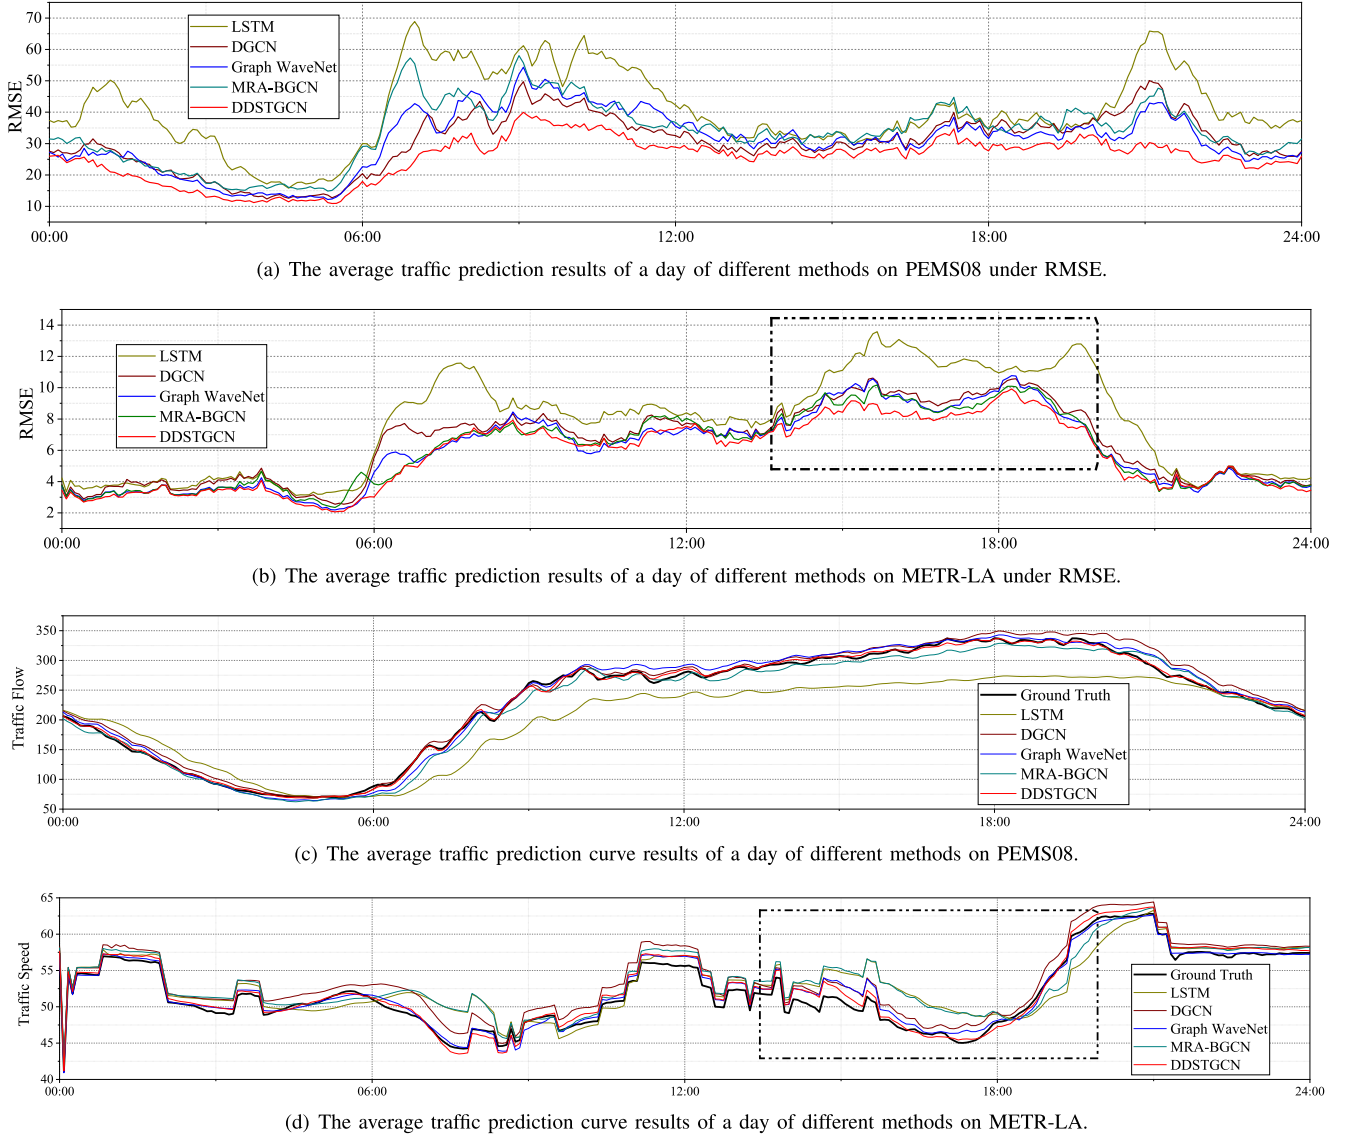 70
60
50
40
30
20
10
RMSE
LSTM
DGCN
Graph WaveNet
MRA-BGCN
DDSTGCN
00:00 06:00 12:00 18:00 24:00
(a) The average traffic prediction results of a day of different methods on PEMS08 under RMSE.
14
12
10
8
6
4
2
RMSE
LSTM
DGCN
Graph WaveNet
MRA-BGCN
DDSTGCN
00:00 06:00 12:00 18:00 24:00
(b) The average traffic prediction results of a day of different methods on METR-LA under RMSE.
350
300
250
200
150
100
50
Traffic Flow
Ground Truth
LSTM
DGCN
Graph WaveNet
MRA-BGCN
DDSTGCN
00:00 06:00 12:00 18:00 24:00
(c) The average traffic prediction curve results of a day of different methods on PEMS08.
65
60
55
50
45
40
Traffic Speed
Ground Truth
LSTM
DGCN
Graph WaveNet
MRA-BGCN
DDSTGCN
00:00 06:00 12:00 18:00 24:00
(d) The average traffic prediction curve results of a day of different methods on METR-LA.